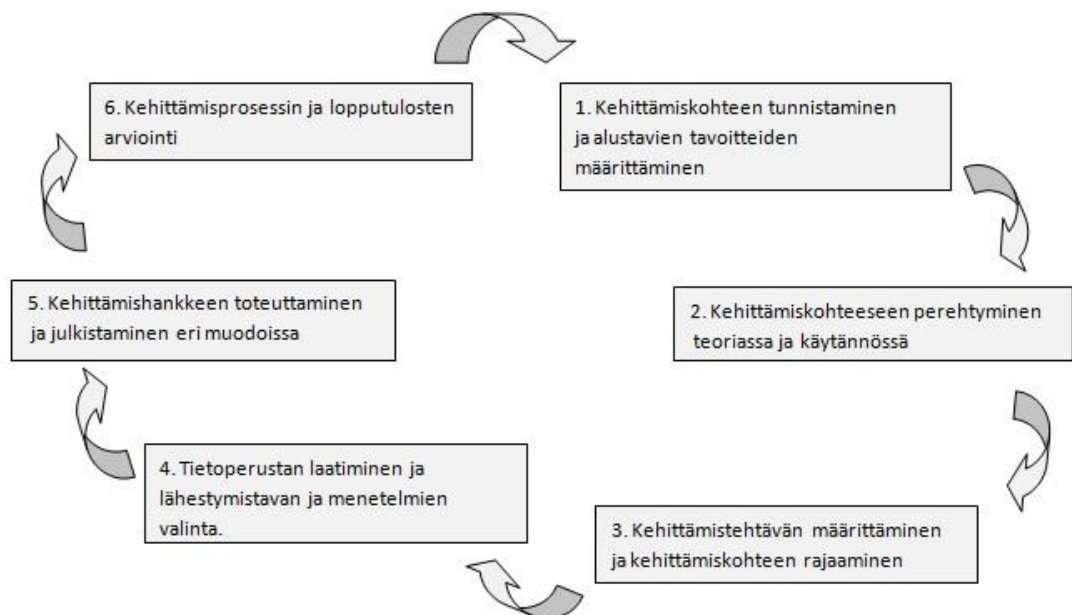 6. Kehittämisprosessin ja lopputulosten
arviointi
1. Kehittämiskohteen tunnistaminen
ja alustavien tavoitteiden
määrittäminen
2. Kehittämiskohteeseen perehtyminen
teoriassa ja käytännössä
3. Kehittämistehtävän määrittäminen
ja kehittämiskohteen rajaaminen
4. Tietoperustan laatiminen ja
lähestymistavan ja menetelmien
valinta.
5. Kehittämishankkeen toteuttaminen
ja julkistaminen eri muodoissa